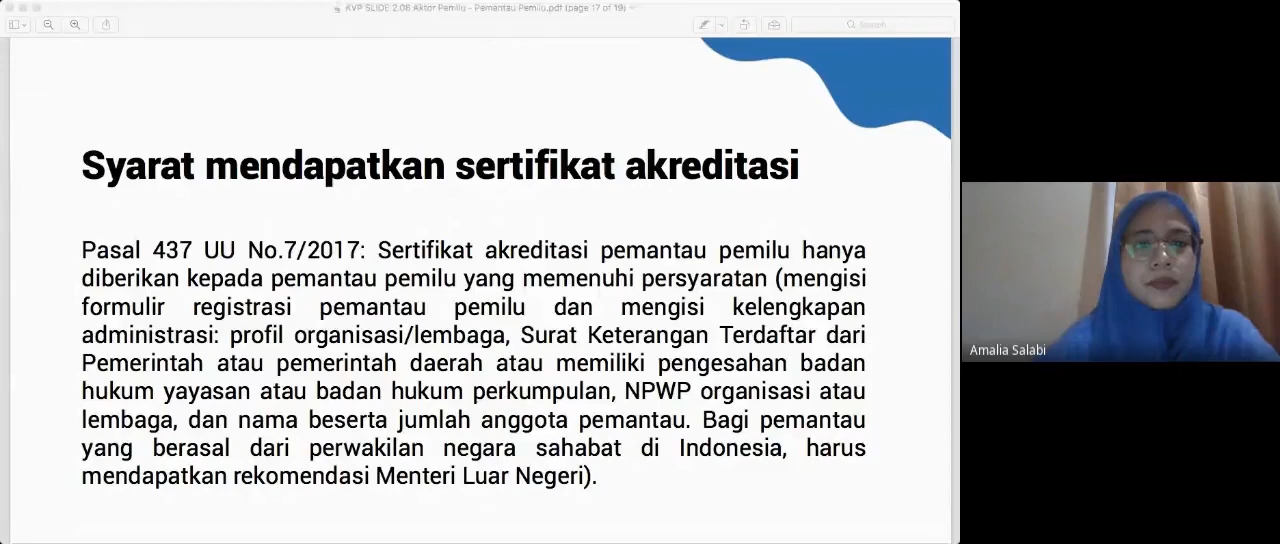 KVP SLIDE 2.06 Aktor Pemilu - Pemantau Pemilu.pdf (page 17 of 19)
Search
Syarat mendapatkan sertifikat akreditasi
Pasal 437 UU No.7/2017: Sertifikat akreditasi pemantau pemilu hanya
diberikan kepada pemantau pemilu yang memenuhi persyaratan (mengisi
formulir registrasi pemantau pemilu dan mengisi kelengkapan
administrasi: profil organisasi/lembaga, Surat Keterangan Terdaftar dari
Pemerintah atau pemerintah daerah atau memiliki pengesahan badan
hukum yayasan atau badan hukum perkumpulan, NPWP organisasi atau
lembaga, dan nama beserta jumlah anggota pemantau. Bagi pemantau
yang berasal dari perwakilan negara sahabat di Indonesia, harus
mendapatkan rekomendasi Menteri Luar Negeri).
Amalia Salabi